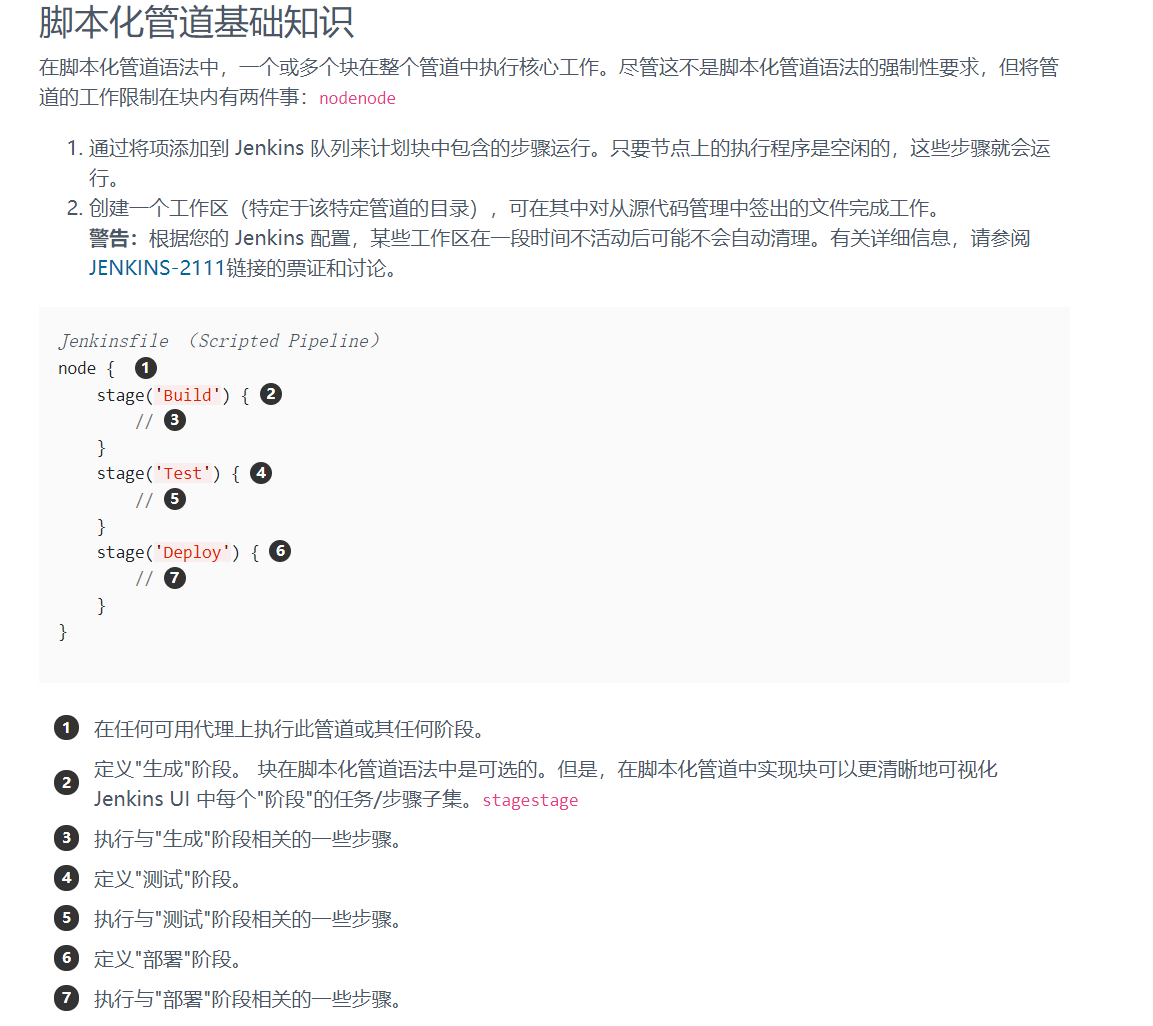 脚本化管道基础知识
在脚本化管道语法中，一个或多个块在整个管道中执行核心工作。尽管这不是脚本化管道语法的强制性要求，但将管
道的工作限制在块内有两件事：nodenode
1. 通过将项添加到 Jenkins 队列来计划块中包含的步骤运行。只要节点上的执行程序是空闲的，这些步骤就会运
行。
2. 创建一个工作区（特定于该特定管道的目录），可在其中对从源代码管理中签出的文件完成工作。
警告：根据您的 Jenkins 配置，某些工作区在一段时间不活动后可能不会自动清理。有关详细信息，请参阅
JENKINS-2111链接的票证和讨论。
Jenkinsfile （Scripted Pipeline）
node { 1
stage('Build') { 2
// 3
}
stage('Test') { 4
// 5
}
stage('Deploy') { 6
// 7
}
}
1 在任何可用代理上执行此管道或其任何阶段。
2 定义"生成"阶段。 块在脚本化管道语法中是可选的。但是，在脚本化管道中实现块可以更清晰地可视化
Jenkins UI 中每个"阶段"的任务/步骤子集。stagestage
3 执行与"生成"阶段相关的一些步骤。
4 定义"测试"阶段。
5 执行与"测试"阶段相关的一些步骤。
6 定义"部署"阶段。
7 执行与"部署"阶段相关的一些步骤。